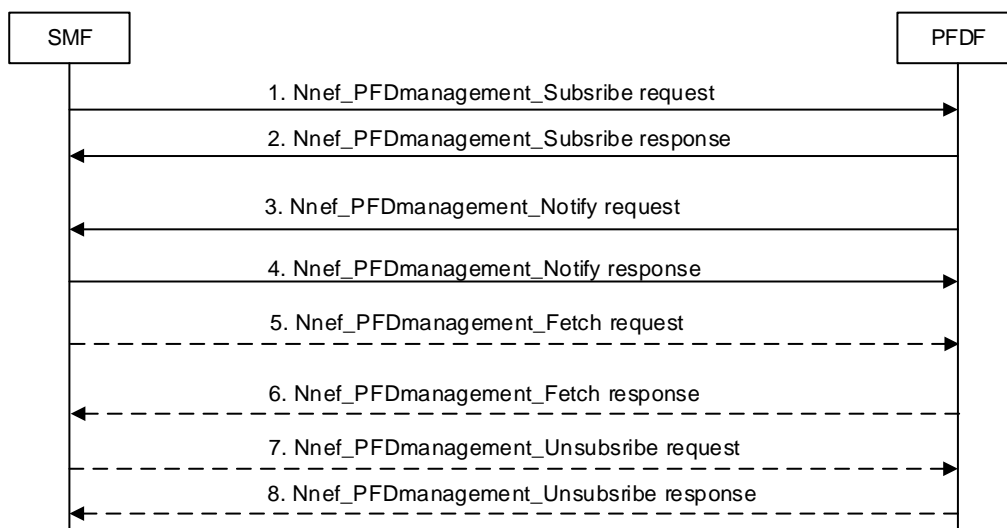 SMF
PFDF
1. Nnef_PFDmanagement_Subsribe request
2. Nnef_PFDmanagement_Subsribe response
3. Nnef_PFDmanagement_Notify request
4. Nnef_PFDmanagement_Notify response
5. Nnef_PFDmanagement_Fetch request
6. Nnef_PFDmanagement_Fetch response
7. Nnef_PFDmanagement_Unsubsribe request
8. Nnef_PFDmanagement_Unsubsribe response